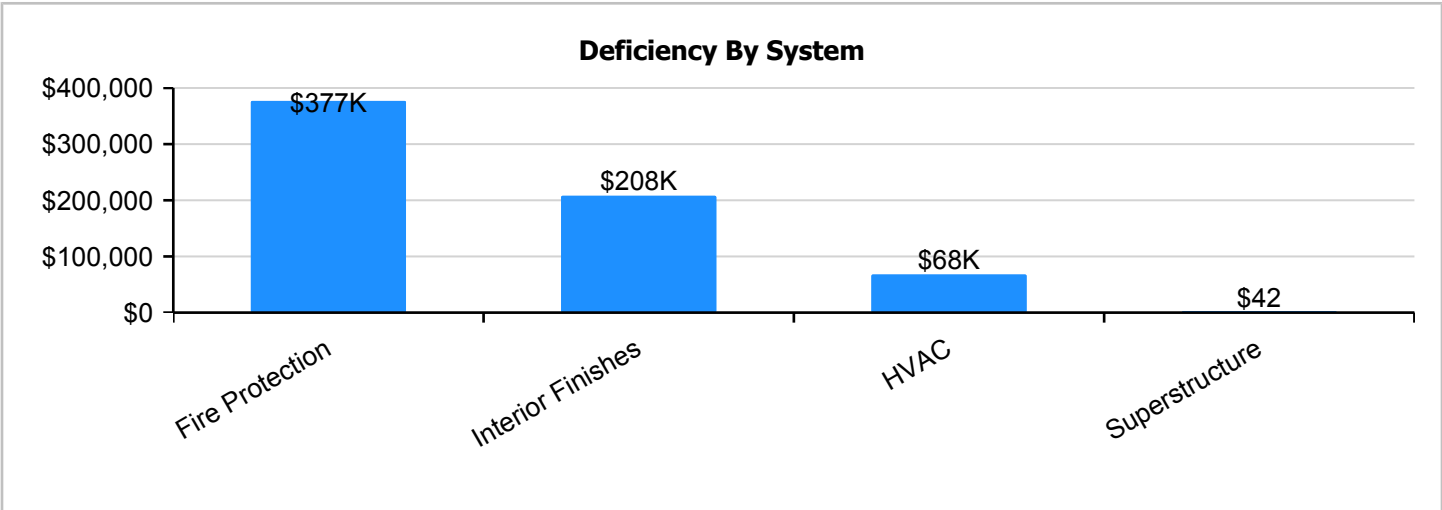 Deficiency By System
$400,000
$377K
$300,000
$208K
$200,000
$100,000
$68K
$42
$0
Fire Protection
Interior Finishes
HVAC
Superstructure